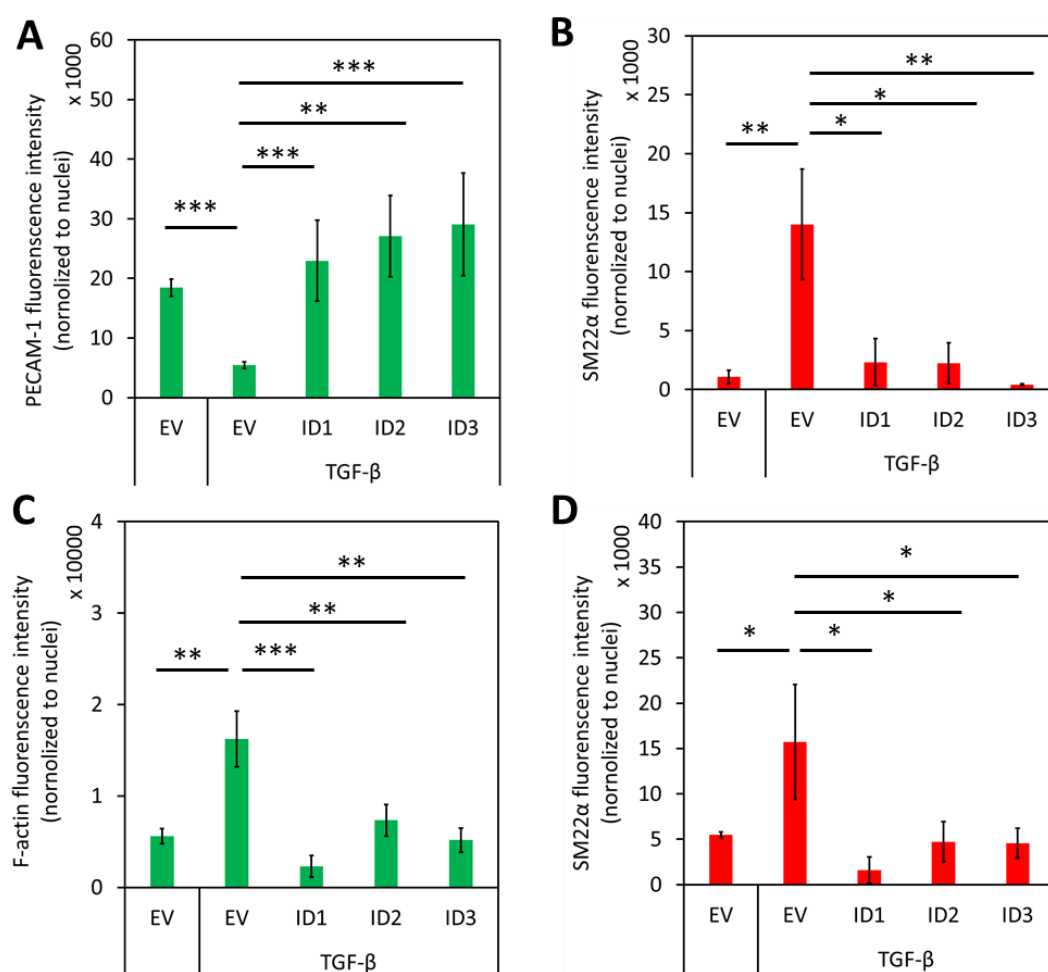 A
PECAM-1 fluorenscence intensity
(nornolized to nuclei)
x 1000
60
50
40
30
20
10
0
***
***
**
***
EV
EV
ID1
ID2
ID3
TGF-β
B
SM22α fluorenscence intensity
(nornolized to nuclei)
x 1000
30
25
20
15
10
5
0
**
*
*
**
EV
EV
ID1
ID2
ID3
TGF-β
C
F-actin fluorenscence intensity
(nornolized to nuclei)
x 10000
4
3
2
1
0
**
**
**
***
EV
EV
ID1
ID2
ID3
TGF-β
D
SM22α fluorenscence intensity
(nornolized to nuclei)
x 1000
40
35
30
25
20
15
10
5
0
*
*
*
*
EV
EV
ID1
ID2
ID3
TGF-β